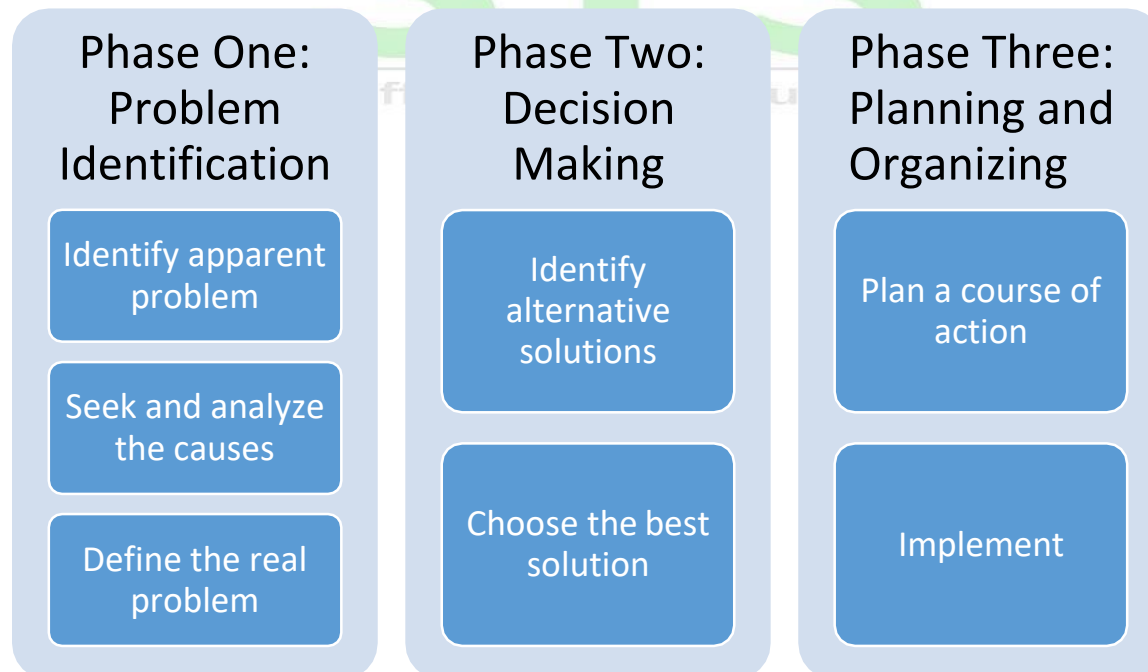 Phase One:
Problem
Identification
Identify apparent
problem
Seek and analyze
the causes
Define the real
problem
Phase Two:
Decision
Making
Identify
alternative
solutions
Choose the best
solution
Phase Three:
Planning and
Organizing
Plan a course of
action
Implement